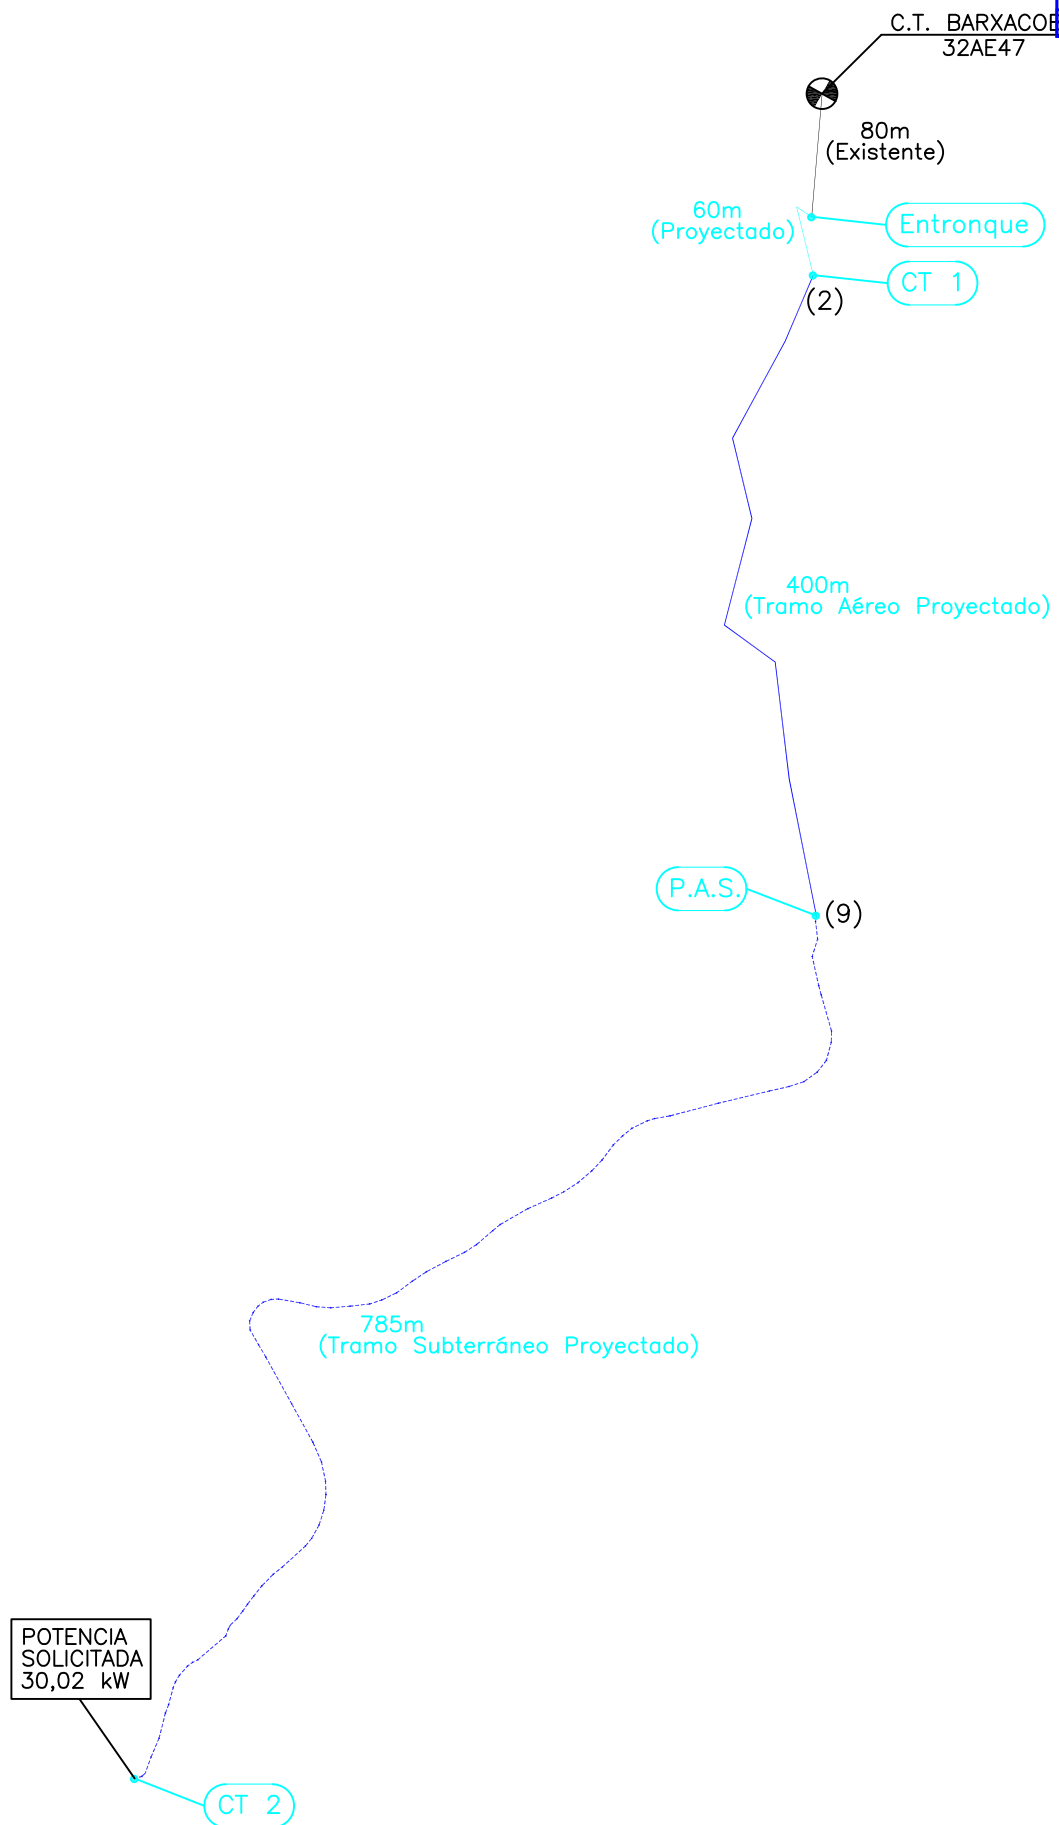 C.T. BARXACOE
32AE47
80m
(Existente)
60m
(Proyectado)
Entronque
CT 1
(2)
400m
(Tramo Aéreo Proyectado)
P.A.S.
(9)
785m
(Tramo Subterráneo Proyectado)
POTENCIA
SOLICITADA
30,02 kW
CT 2